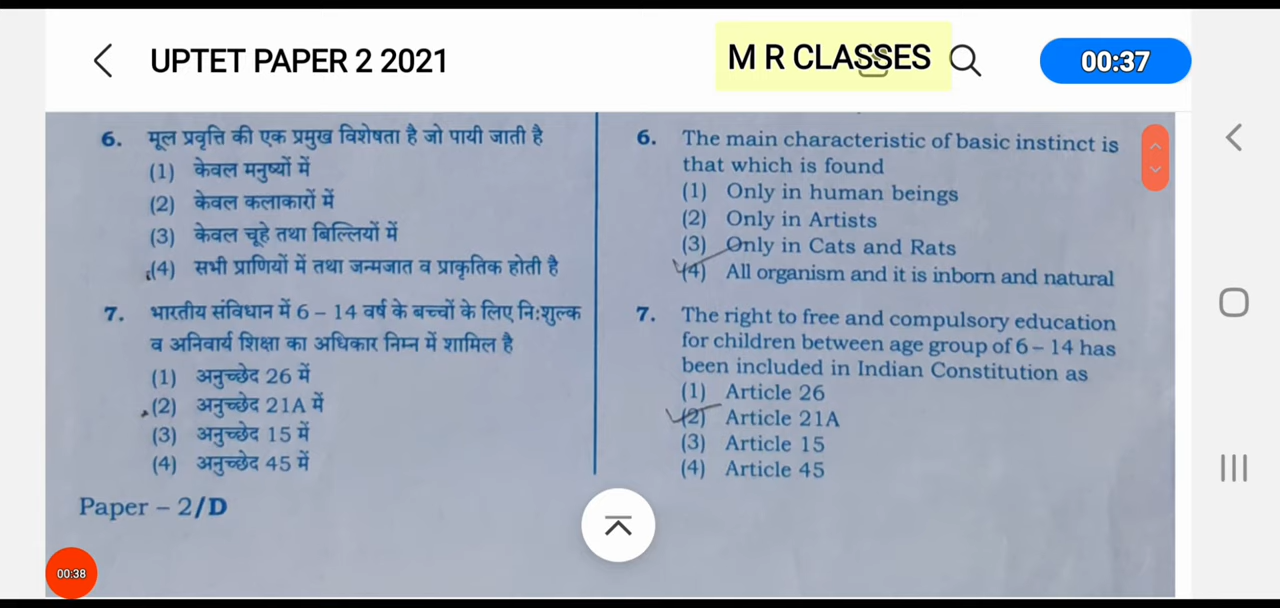 UPTET PAPER 2 2021
M R CLASSES
00:37
6. मूल प्रवृत्ति की एक प्रमुख विशेषता है जो पायी जाती है
(1) केवल मनुष्यों में
(2) केवल कलाकारों में
(3) केवल चूहे तथा बिल्लियों में
(4) सभी प्राणियों में तथा जन्मजात व प्राकृतिक होती है
7. भारतीय संविधान में 6 – 14 वर्ष के बच्चों के लिए नि:शुल्क
व अनिवार्य शिक्षा का अधिकार निम्न में शामिल है
(1) अनुच्छेद 26 में
(2) अनुच्छेद 21A में
(3) अनुच्छेद 15 में
(4) अनुच्छेद 45 में
Paper – 2/D
6. The main characteristic of basic instinct is
that which is found
(1) Only in human beings
(2) Only in Artists
(3) Only in Cats and Rats
(4) All organism and it is inborn and natural
7. The right to free and compulsory education
for children between age group of 6 – 14 has
been included in Indian Constitution as
(1) Article 26
(2) Article 21A
(3) Article 15
(4) Article 45
00:38